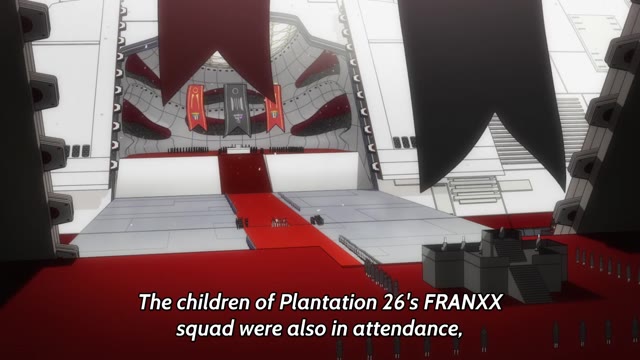 The children of Plantation 26's FRANXX
squad were also in attendance,